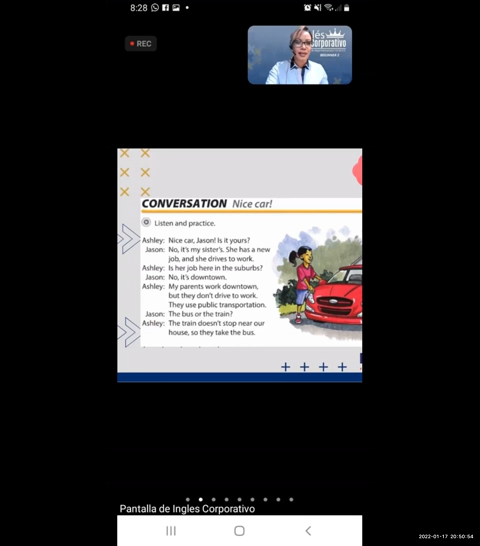 8:28
REC
lés
corporativo
BEGINNER 2
CONVERSATION Nice car!
Listen and practice.
Ashley: Nice car, Jason! Is it yours?
Jason: No, it's my sister's. She has a new
job, and she drives to work.
Ashley: Is her job here in the suburbs?
Jason: No, it's downtown.
Ashley: My parents work downtown,
but they don't drive to work.
They use public transportation.
Jason: The bus or the train?
Ashley: The train doesn't stop near our
house, so they take the bus.
Pantalla de Ingles Corporativo
2022-01-17 20:50:54